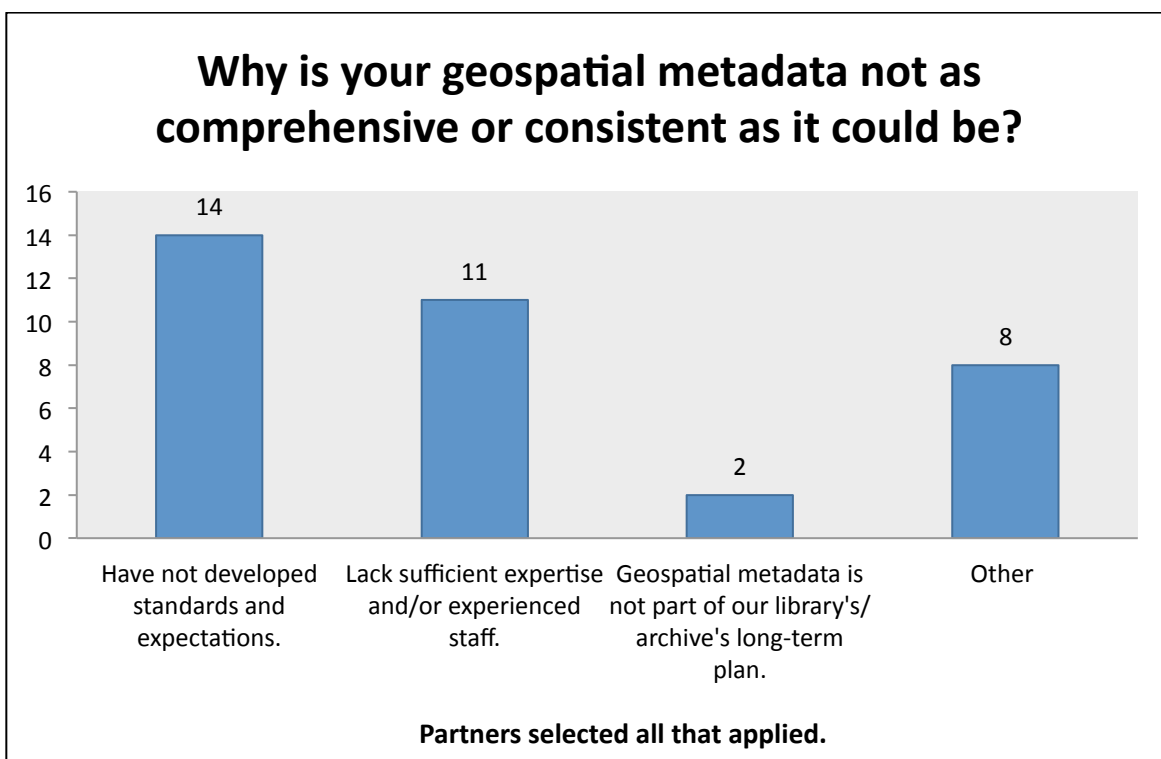 Why is your geospatial metadata not as
comprehensive or consistent as it could be?
16
14
12
10
8
6
4
2
0
14
11
2
8
Have not developed
standards and
expectations.
Lack sufficient expertise
and/or experienced
staff.
Geospatial metadata is
not part of our library's/
archive's long-term
plan.
Other
Partners selected all that applied.